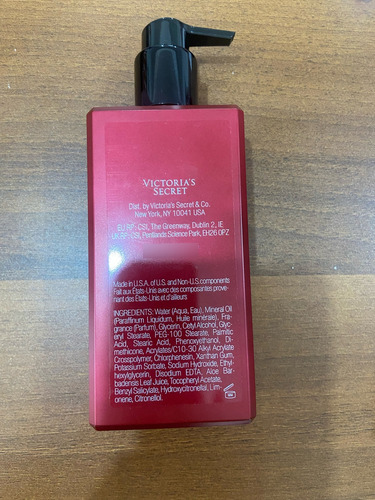 VICTORIA'S
SECRET
Dist. by Victoria's Secret & Co.
New York, NY 10041 USA
EU RP: CSI, The Greenway, Dublin 2, IE
UK RP: CSI, Pentlands Science Park, EH26 0PZ
Made in U.S.A. of U.S. and Non-U.S components
Fait aux États-Unis avec des composantes prove-
nant des États-Unis et d'ailleurs
INGREDIENTS: Water (Aqua, Eau), Mineral Oil
(Paraffinum Liquidum, Huile minérale), Fra-
grance (Parfum), Glycerin, Cetyl Alcohol, Glyc-
eryl Stearate, PEG-100 Stearate, Palmitic
Acid, Stearic Acid, Phenoxyethanol, Di-
methicone, Acrylates/C10-30 Alkyl Acrylate
Crosspolymer, Chlorphenesin, Xanthan Gum,
Potassium Sorbate, Sodium Hydroxide, Ethyl-
hexylglycerin, Disodium EDTA, Aloe Bar-
badensis Leaf Juice, Tocopheryl Acetate,
Benzyl Salicylate, Hydroxycitronellal, Lim-
onene, Citronellol.